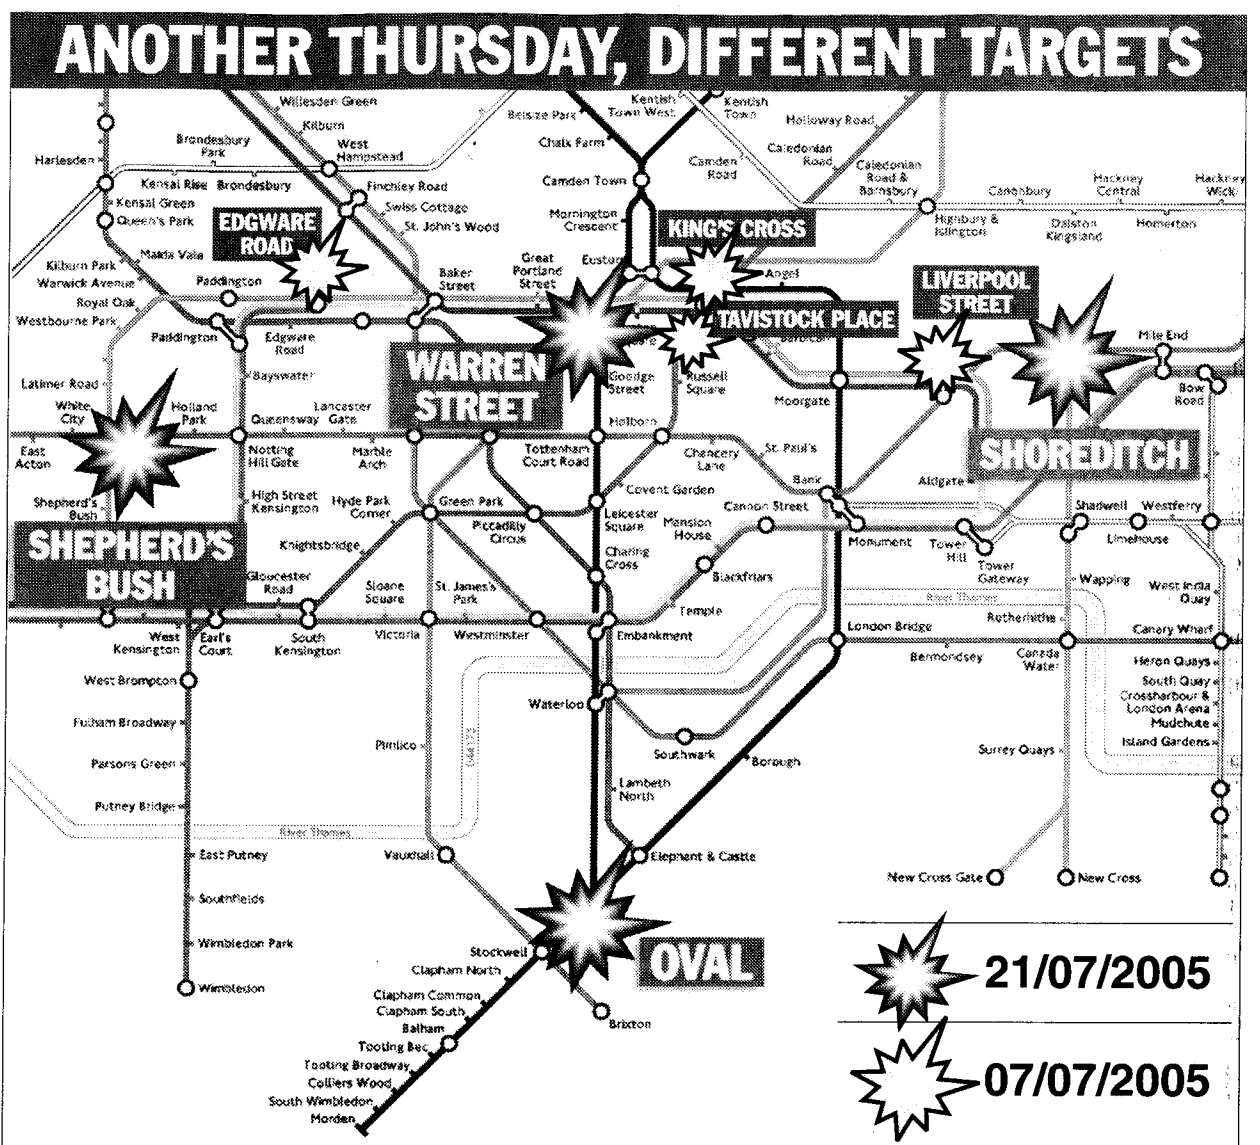 ANOTHER THURSDAY, DIFFERENT TARGETS
Willesden Green
Kilburn
West
Hampstead
Brondesbury
Park
Harlesden
Kensal Rise
Brondesbury
Kensal Green
Queen's Park
Finchley Road
Swiss Cottage
St. John's Wood
Belsize Park
Chalk Farm
Camden Town
Mornington
Crescent
Kentish
Town West
Kentish
Town
Camden
Road
Holloway Road
Caledonian
Road
Caledonian
Road &
Barnsbury
Highbury &
Islington
Canonbury
Dalston
Kingsland
Hackney
Central
Homerton
Hackney
Wick
EDGWARE
ROAD
KING'S CROSS
LIVERPOOL
STREET
TAVISTOCK PLACE
Maida Vale
Kilburn Park
Warwick Avenue
Royal Oak
Westbourne Park
Paddington
Paddington
Edgware
Road
Baker
Street
Great
Portland
Street
Angel
WARREN
STREET
Goodge
Street
Russell
Square
Moorgate
Mile End
Bow
Road
Latimer Road
White
City
Holland
Park
Bayswater
Queensway
Lancaster
Gate
East
Acton
Notting
Hill Gate
Marble
Arch
Tottenham
Court Road
Holborn
Chancery
Lane
St. Paul's
Bank
Aldgate
SHOREDITCH
Shepherd's
Bush
High Street
Kensington
Hyde Park
Corner
Green Park
Piccadilly
Circus
Covent Garden
Leicester
Square
Mansion
House
Cannon Street
Monument
Tower
Hill
Tower
Gateway
Shadwell
Westferry
Limehouse
SHEPHERD'S
BUSH
Knightsbridge
Gloucester
Road
Sloane
Square
St. James's
Park
Charing
Cross
Blackfriars
Temple
Wapping
West India
Quay
River Thames
Rotherhithe
West
Kensington
Earl's
Court
South
Kensington
Victoria
Westminster
Embankment
London Bridge
Bermondsey
Canada
Water
Canary Wharf
Heron Quays
South Quay
Crossharbour &
London Arena
Mudchute
Island Gardens
West Brompton
Fulham Broadway
Parsons Green
Putney Bridge
Waterloo
Southwark
Pimlico
Borough
Surrey Quays
Lambeth
North
River Thames
East Putney
Southfields
Wimbledon Park
Wimbledon
Vauxhall
Elephant & Castle
New Cross Gate
New Cross
Stockwell
OVAL
Clapham North
Clapham Common
Clapham South
Balham
Tooting Bec
Tooting Broadway
Colliers Wood
South Wimbledon
Morden
Brixton
21/07/2005
07/07/2005